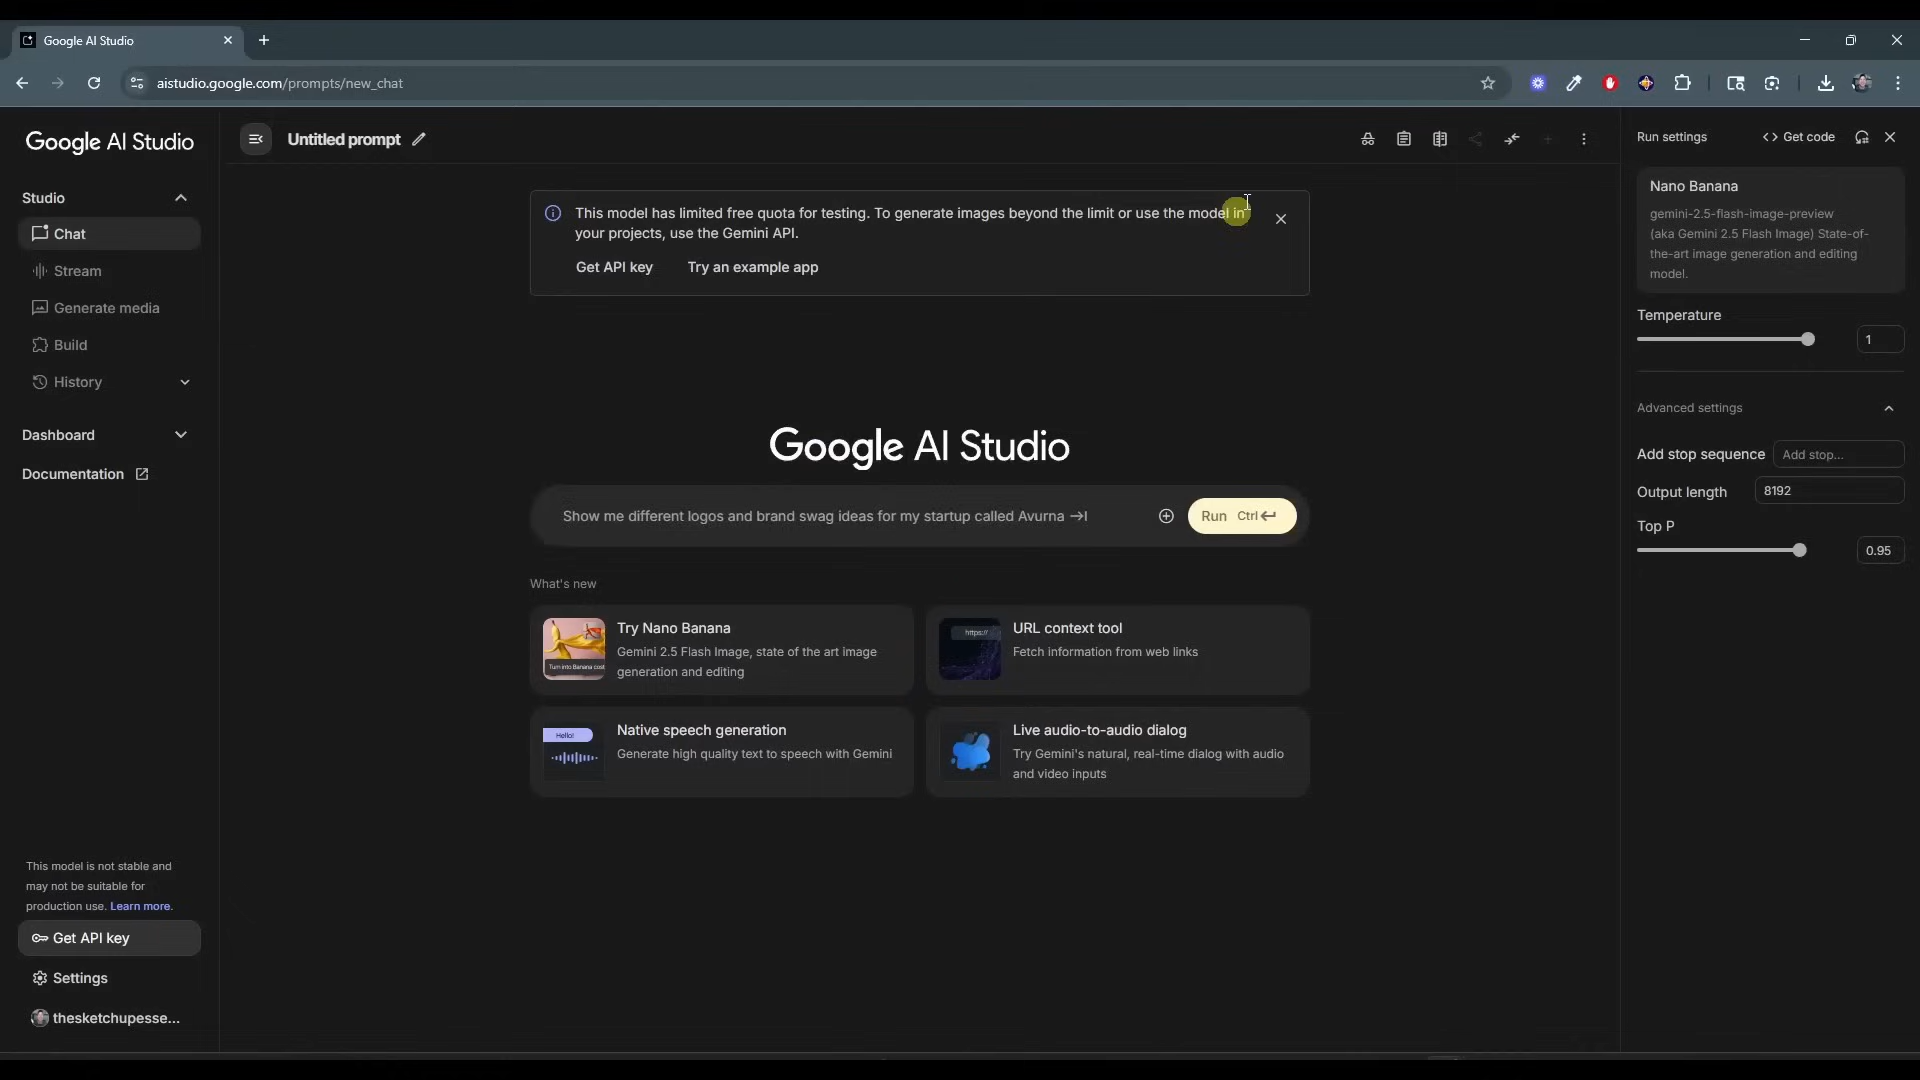 Google AI Studio
aistudio.google.com/prompts/new_chat
Google AI Studio
Untitled prompt
Run settings
Get code
Studio
Chat
Stream
Generate media
Build
History
Dashboard
Documentation
This model has limited free quota for testing. To generate images beyond the limit or use the model in
your projects, use the Gemini API.
Get API key
Try an example app
Google AI Studio
Show me different logos and brand swag ideas for my startup called Avurna
Run Ctrl
What's new
Turn into Banana cost
Try Nano Banana
Gemini 2.5 Flash Image, state of the art image
generation and editing
https://
URL context tool
Fetch information from web links
Hello!
Native speech generation
Generate high quality text to speech with Gemini
Live audio-to-audio dialog
Try Gemini's natural, real-time dialog with audio
and video inputs
Nano Banana
gemini-2.5-flash-image-preview
(aka Gemini 2.5 Flash Image) State-of-
the-art image generation and editing
model.
Temperature
1
Advanced settings
Add stop sequence
Add stop...
Output length
8192
Top P
0.95
This model is not stable and
may not be suitable for
production use. Learn more.
Get API key
Settings
thesketchupesse...